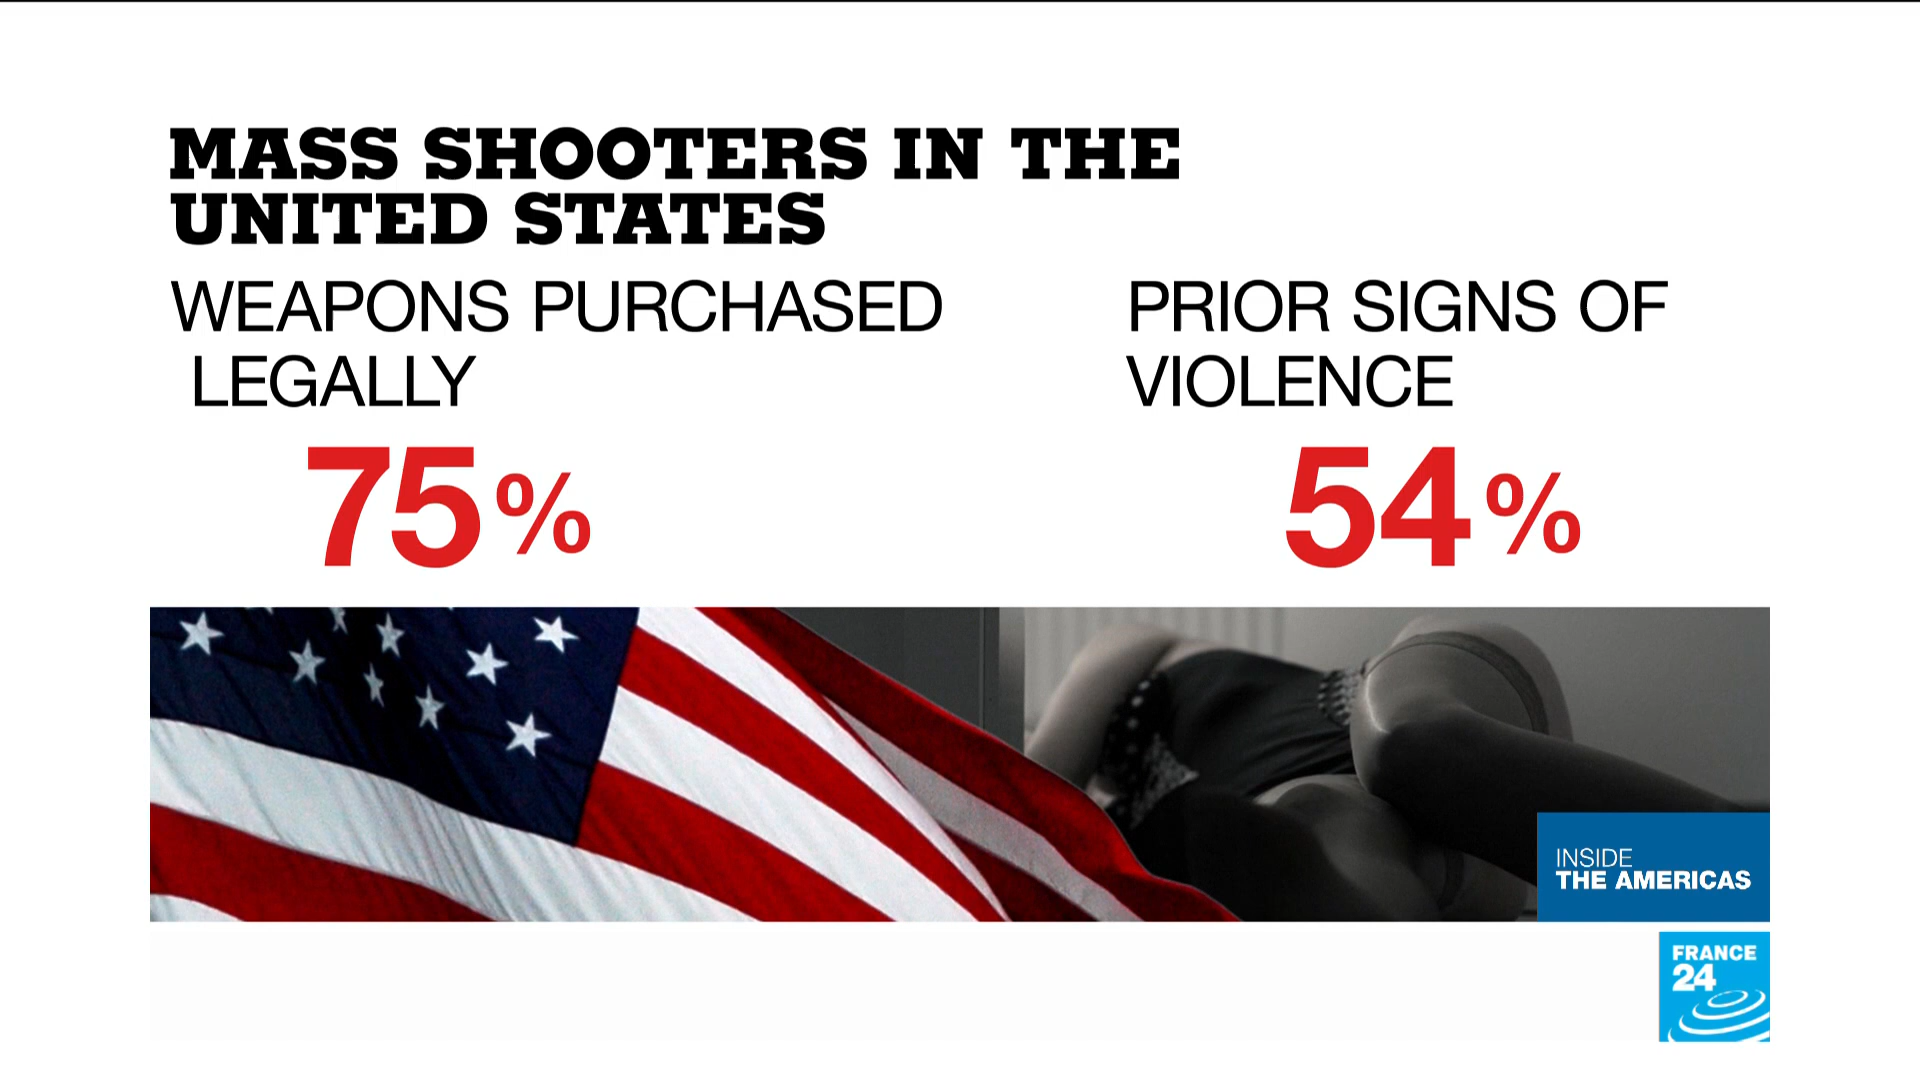 MASS SHOOTERS IN THE
UNITED STATES
WEAPONS PURCHASED
LEGALLY
75%
PRIOR SIGNS OF
VIOLENCE
54%
INSIDE
THE AMERICAS
FRANCE
24